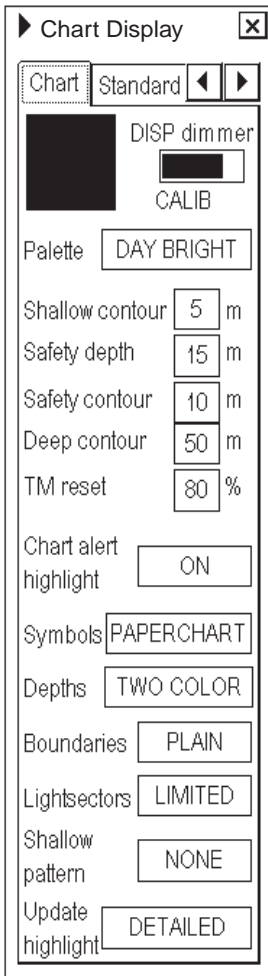 Chart Display
Chart Standard
DISP dimmer
CALIB
Palette DAY BRIGHT
Shallow contour 5 m
Safety depth 15 m
Safety contour 10 m
Deep contour 50 m
TM reset 80 %
Chart alert
highlight ON
Symbols PAPERCHART
Depths TWO COLOR
Boundaries PLAIN
Lightsectors LIMITED
Shallow
pattern NONE
Update
highlight DETAILED